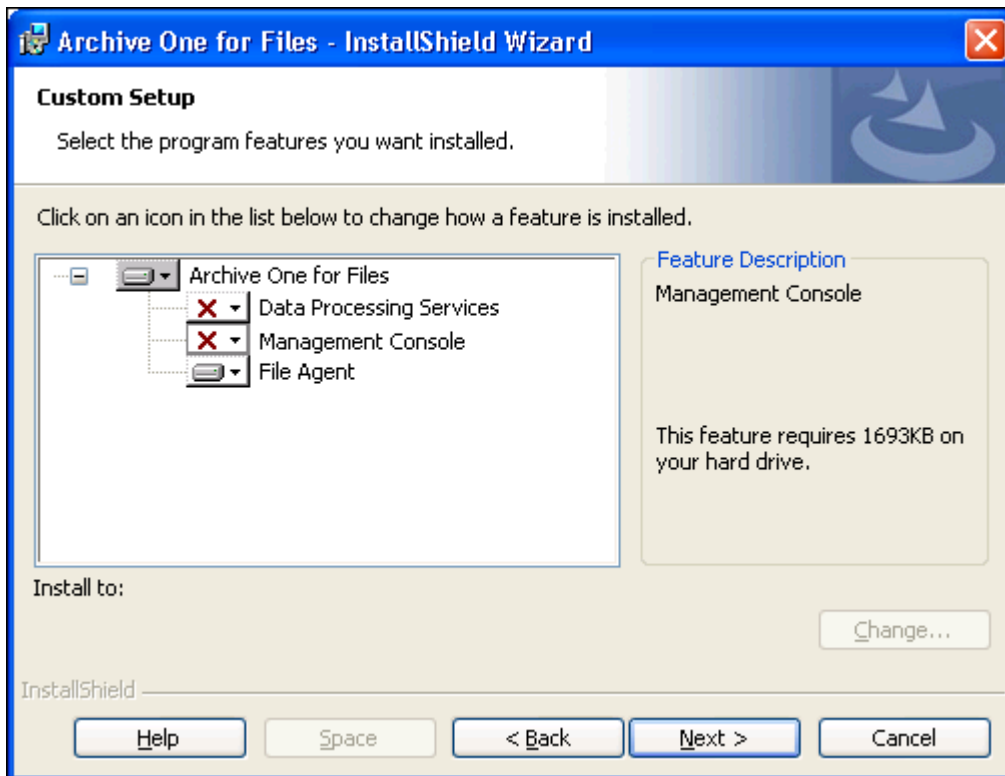 Archive One for Files - InstallShield Wizard
Custom Setup
Select the program features you want installed.
Click on an icon in the list below to change how a feature is installed.
Archive One for Files
Data Processing Services
Management Console
File Agent
Feature Description
Management Console
This feature requires 1693KB on
your hard drive.
Install to:
Change...
InstallShield
Help
Space
< Back
Next >
Cancel